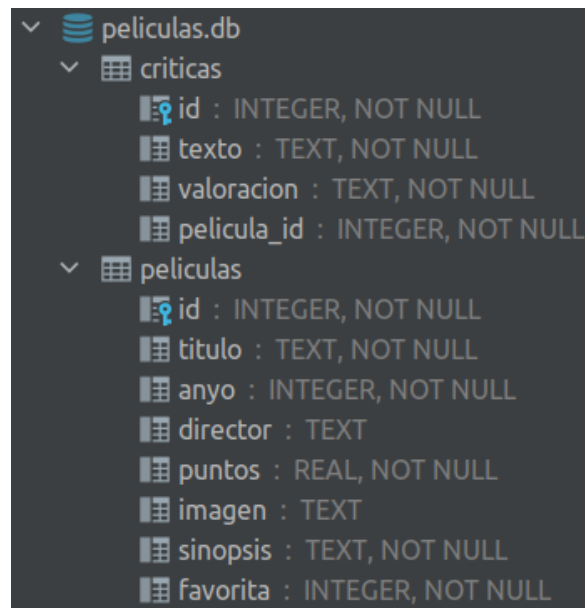 peliculas.db
criticas
id : INTEGER, NOT NULL
texto : TEXT, NOT NULL
valoracion : TEXT, NOT NULL
pelicula_id : INTEGER, NOT NULL
peliculas
id : INTEGER, NOT NULL
titulo : TEXT, NOT NULL
anyo : INTEGER, NOT NULL
director : TEXT
puntos : REAL, NOT NULL
imagen : TEXT
sinopsis : TEXT, NOT NULL
favorita : INTEGER, NOT NULL